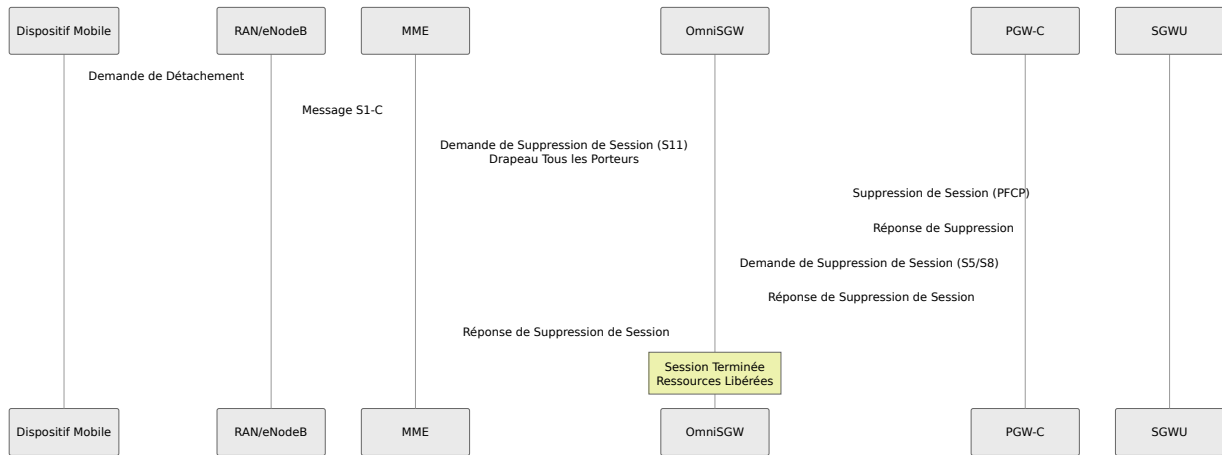 Dispositif Mobile
RAN/eNodeB
MME
OmniSGW
PGW-C
SGWU
Demande de Détachement
Message S1-C
Demande de Suppression de Session (S11)
Drapeau Tous les Porteurs
Suppression de Session (PFCP)
Réponse de Suppression
Demande de Suppression de Session (S5/S8)
Réponse de Suppression de Session
Réponse de Suppression de Session
Session Terminée
Ressources Libérées
Dispositif Mobile
RAN/eNodeB
MME
OmniSGW
PGW-C
SGWU